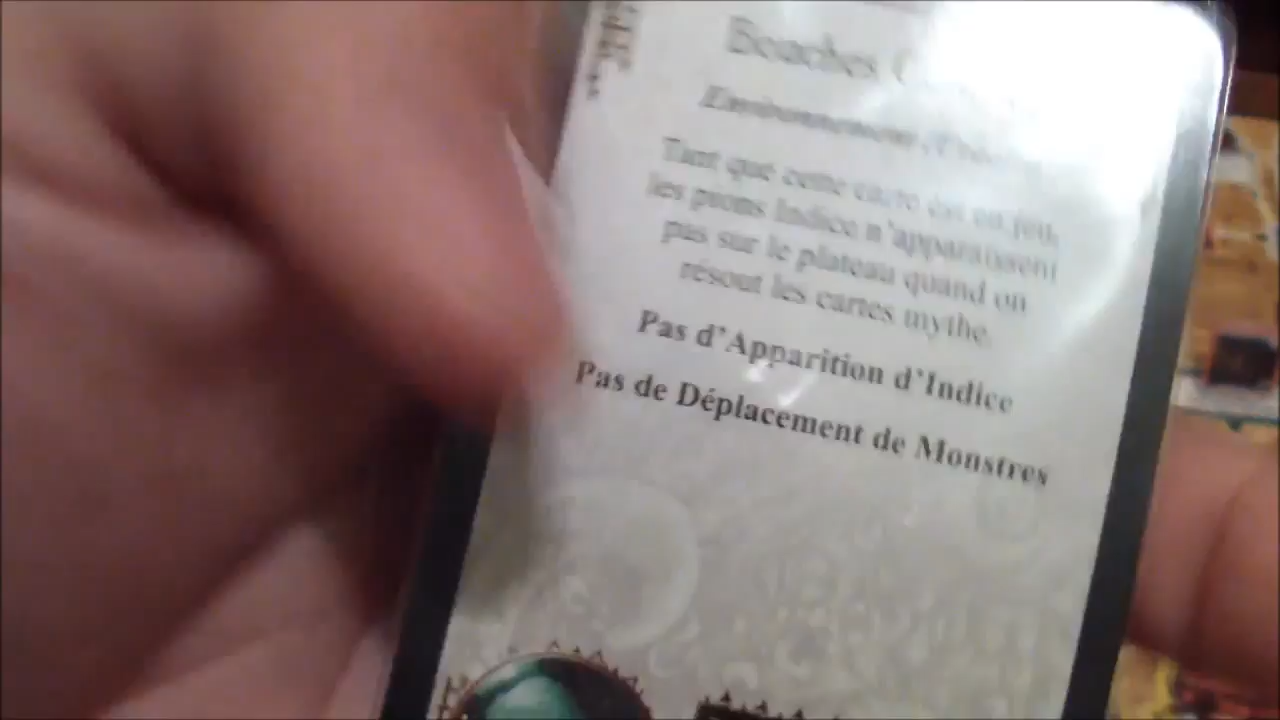 Bouches
Environnement
Tant que cette carte est en jeu,
les pions Indice n'apparaissent
pas sur le plateau quand on
résout les cartes mythe.
Pas d'Apparition d'Indice
Pas de Déplacement de Monstres